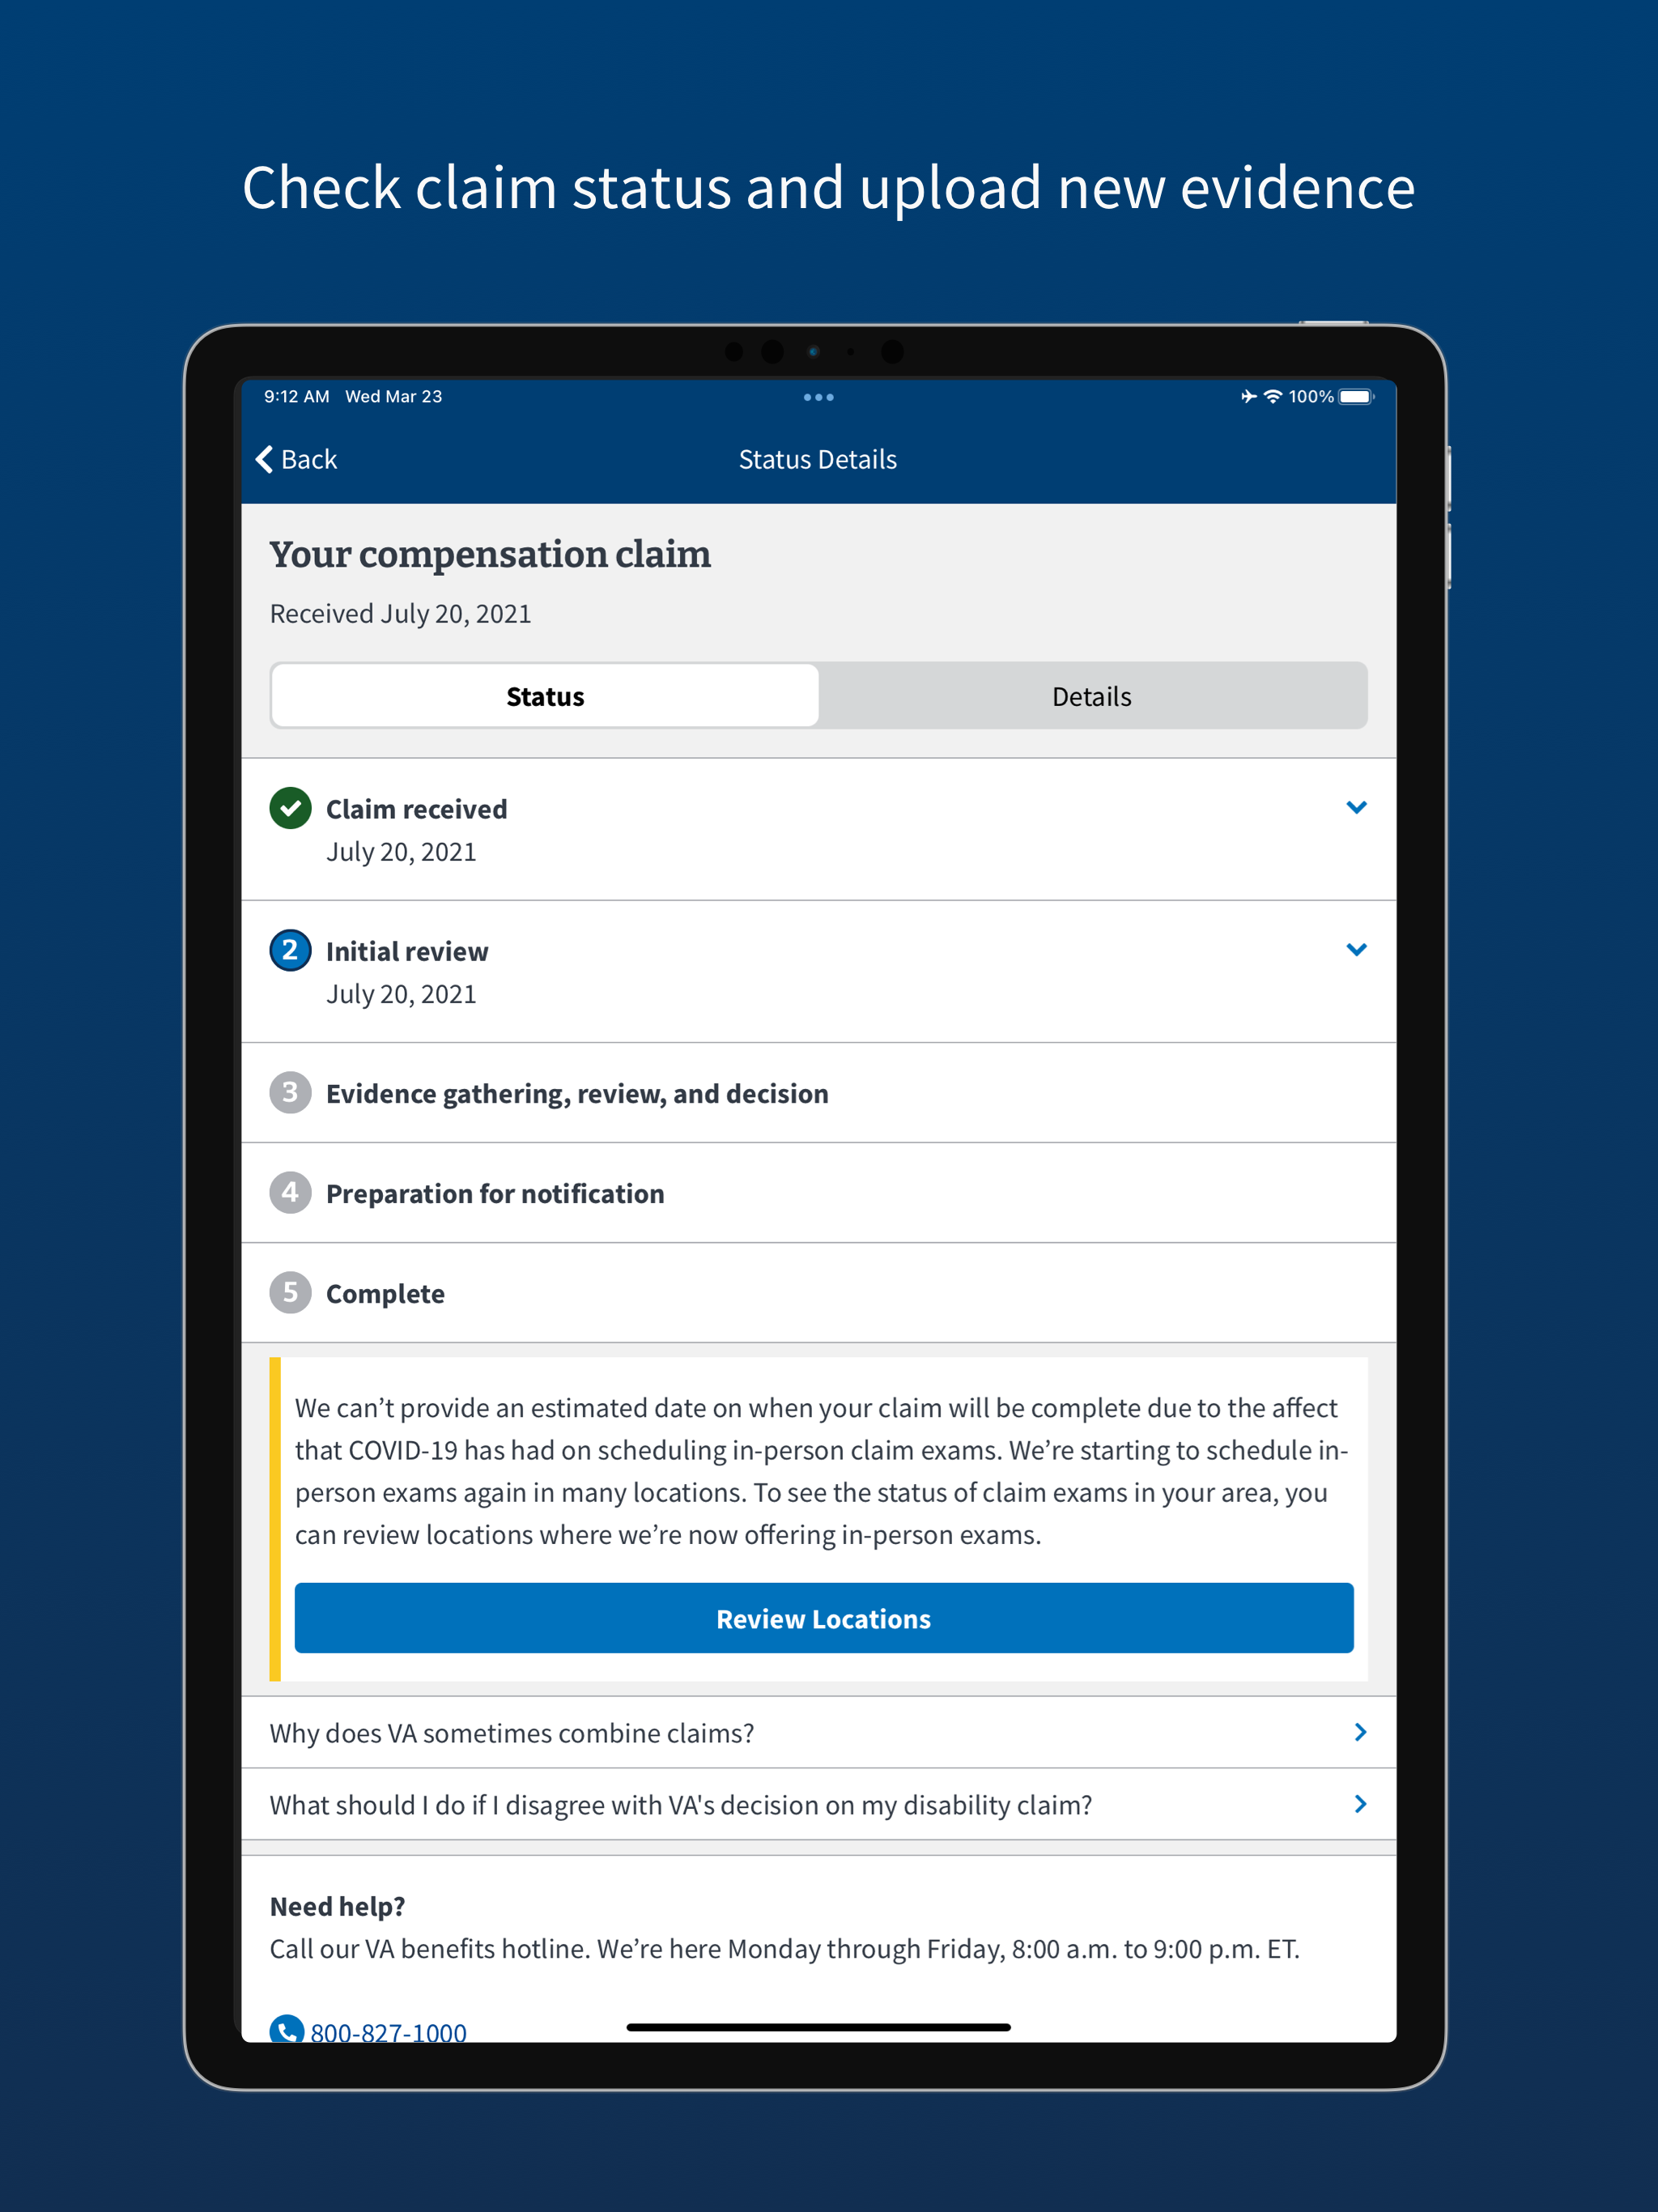 Check claim status and upload new evidence
9:12 AM Wed Mar 23
100%
Back
Status Details
Your compensation claim
Received July 20, 2021
Status
Details
Claim received
July 20, 2021
2 Initial review
July 20, 2021
3 Evidence gathering, review, and decision
4 Preparation for notification
5 Complete
We can’t provide an estimated date on when your claim will be complete due to the affect
that COVID-19 has had on scheduling in-person claim exams. We’re starting to schedule in-
person exams again in many locations. To see the status of claim exams in your area, you
can review locations where we’re now offering in-person exams.
Review Locations
Why does VA sometimes combine claims?
What should I do if I disagree with VA's decision on my disability claim?
Need help?
Call our VA benefits hotline. We’re here Monday through Friday, 8:00 a.m. to 9:00 p.m. ET.
800-827-1000